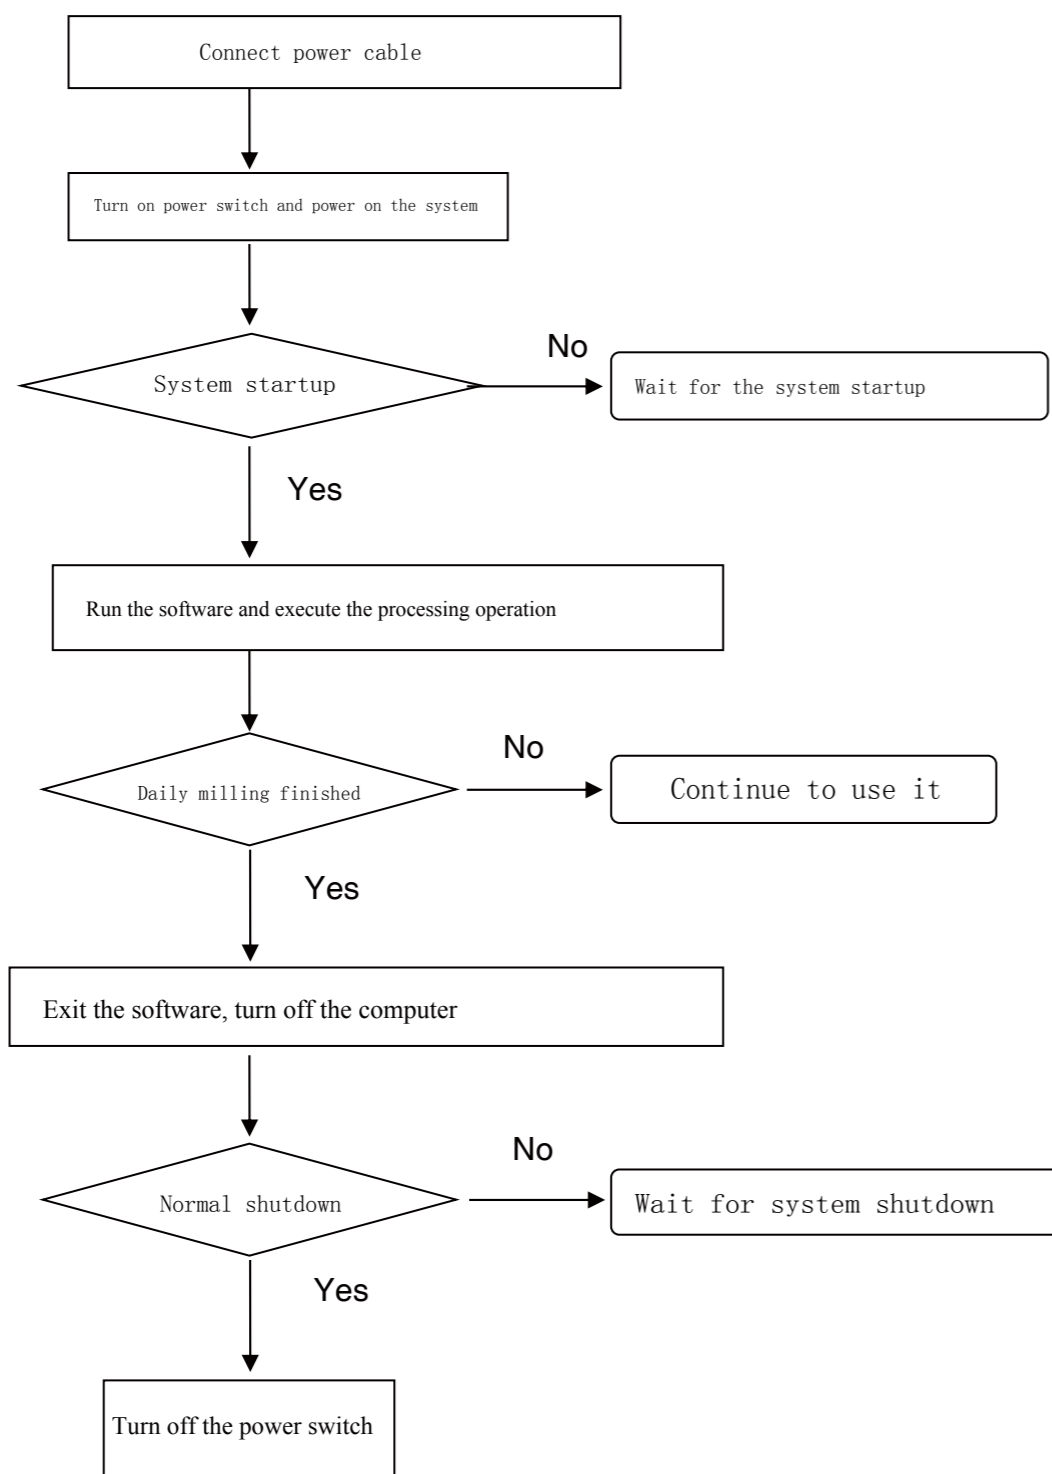 Connect power cable
Turn on power switch and power on the system
No
System startup
Wait for the system startup
Yes
Run the software and execute the processing operation
No
Daily milling finished
Continue to use it
Yes
Exit the software, turn off the computer
No
Normal shutdown
Wait for system shutdown
Yes
Turn off the power switch